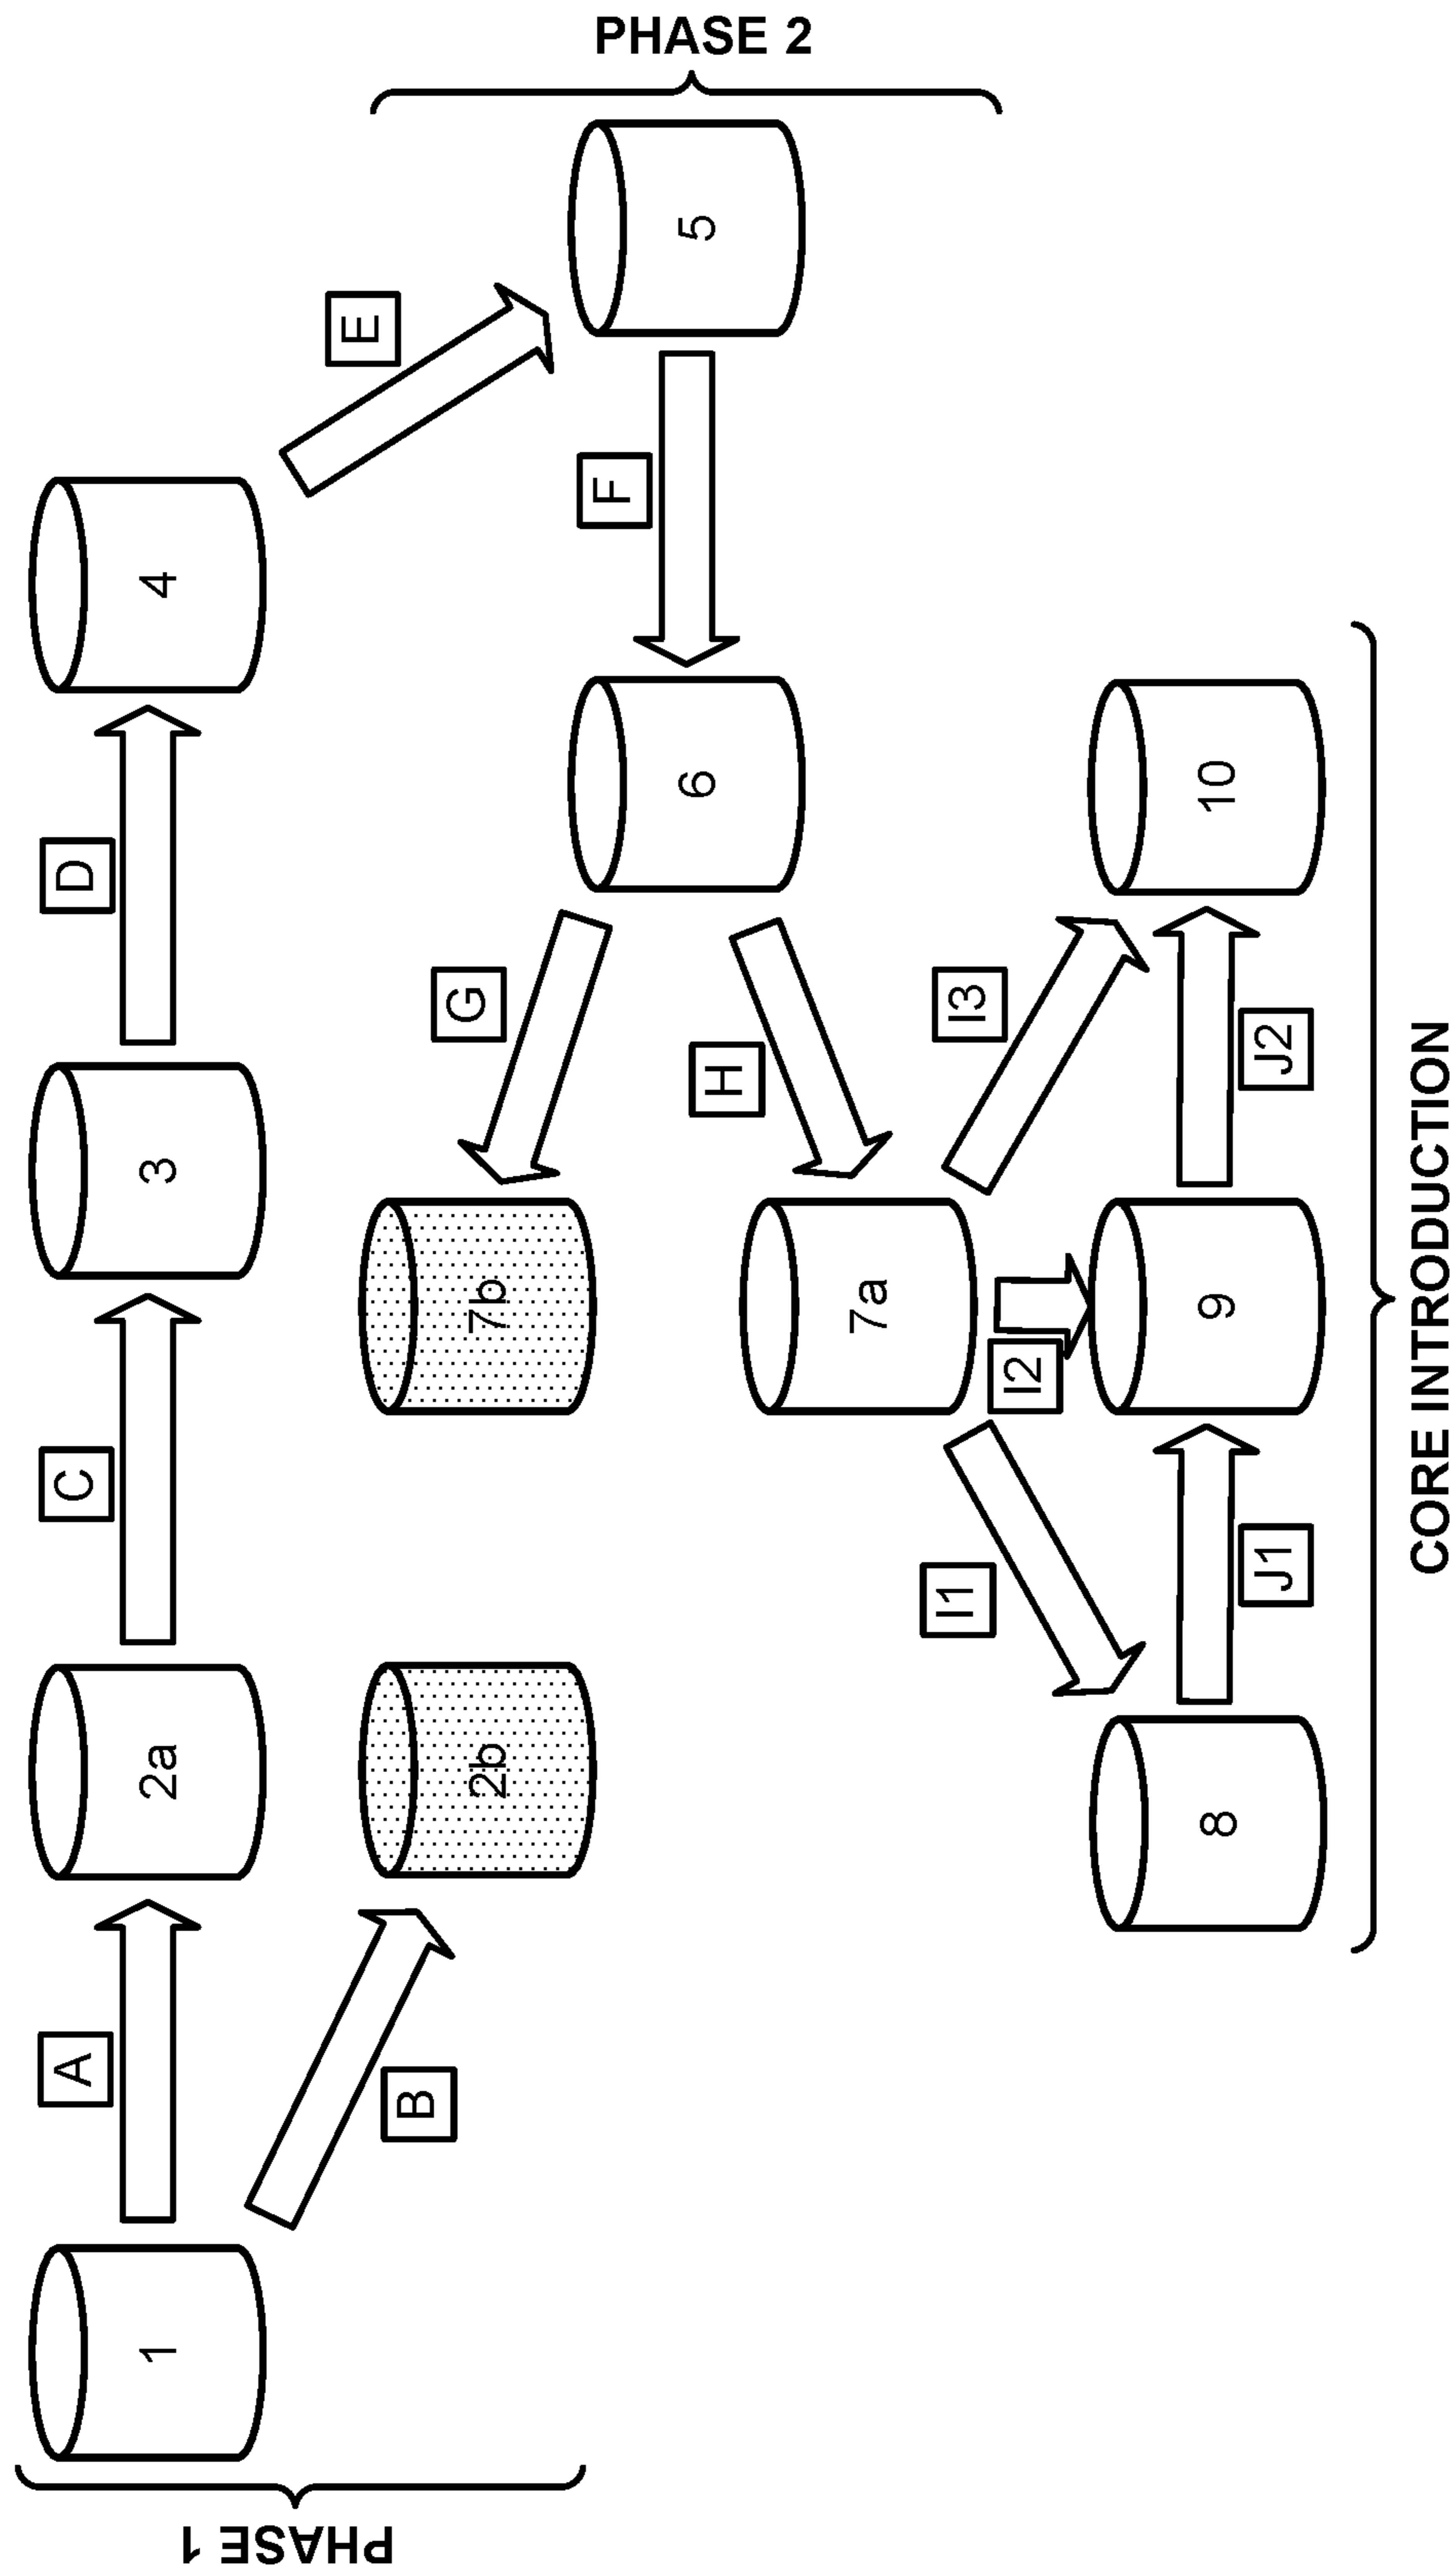 PHASE 1
A
C
D
1
2a
3
4
B
E
2b
7b
G
F
PHASE 2
6
5
H
7a
I1
I2
I3
8
9
10
J1
J2
CORE INTRODUCTION